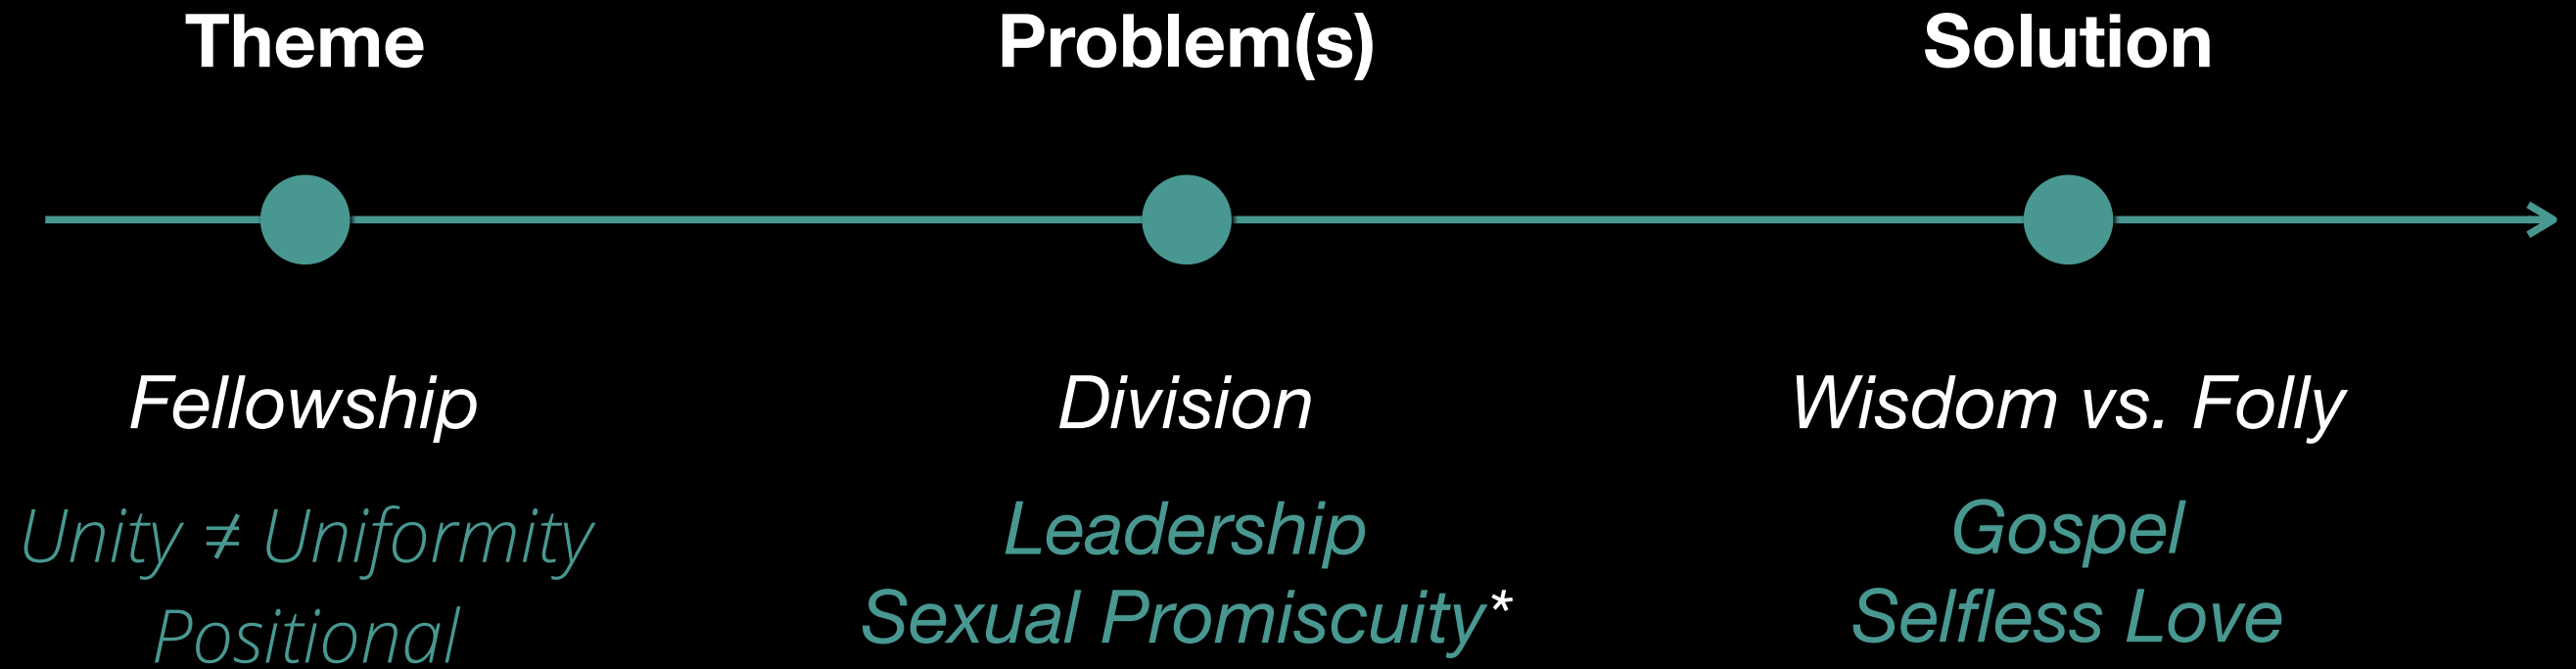 Theme
Problem(s)
Solution
Fellowship
Division
Wisdom vs. Folly
Unity ≠ Uniformity
Positional
Leadership
Sexual Promiscuity*
Gospel
Selfless Love